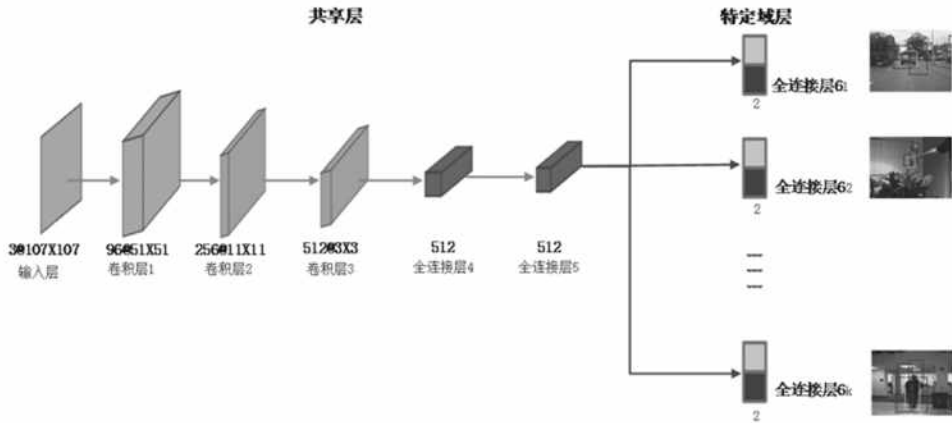 共享层
特定域层
3@107X107
输入层
96@51X51
卷积层1
256@11X11
卷积层2
512@3X3
卷积层3
512
全连接层4
512
全连接层5
2
全连接层6₁
2
全连接层6₂
2
全连接层6ₖ